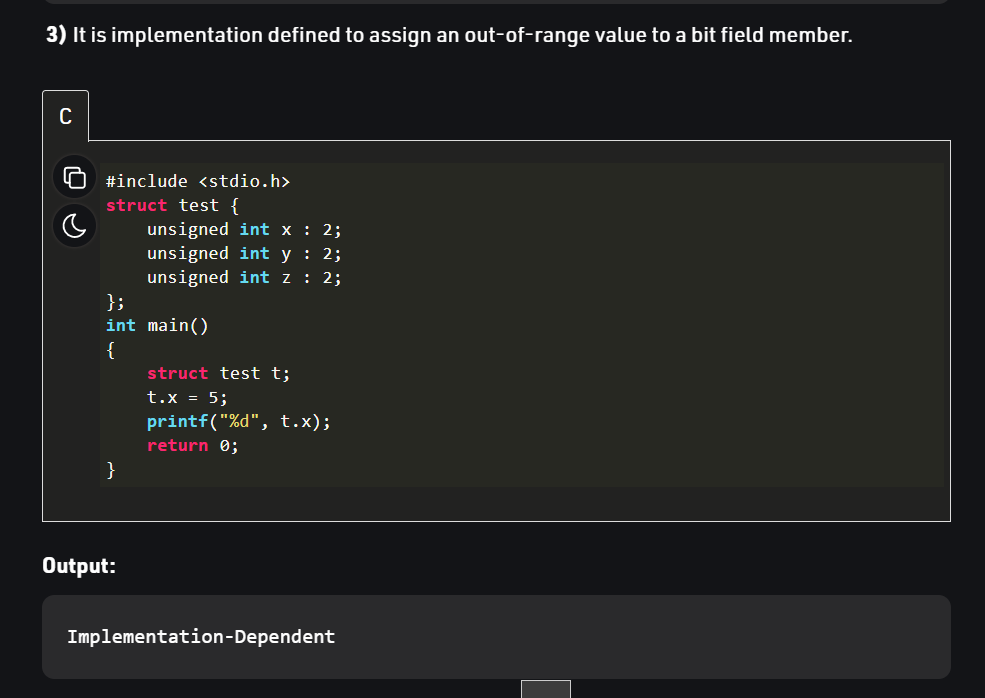 3) It is implementation defined to assign an out-of-range value to a bit field member.
C
#include <stdio.h>
struct test {
    unsigned int x : 2;
    unsigned int y : 2;
    unsigned int z : 2;
};
int main()
{
    struct test t;
    t.x = 5;
    printf("%d", t.x);
    return 0;
}
Output:
Implementation-Dependent